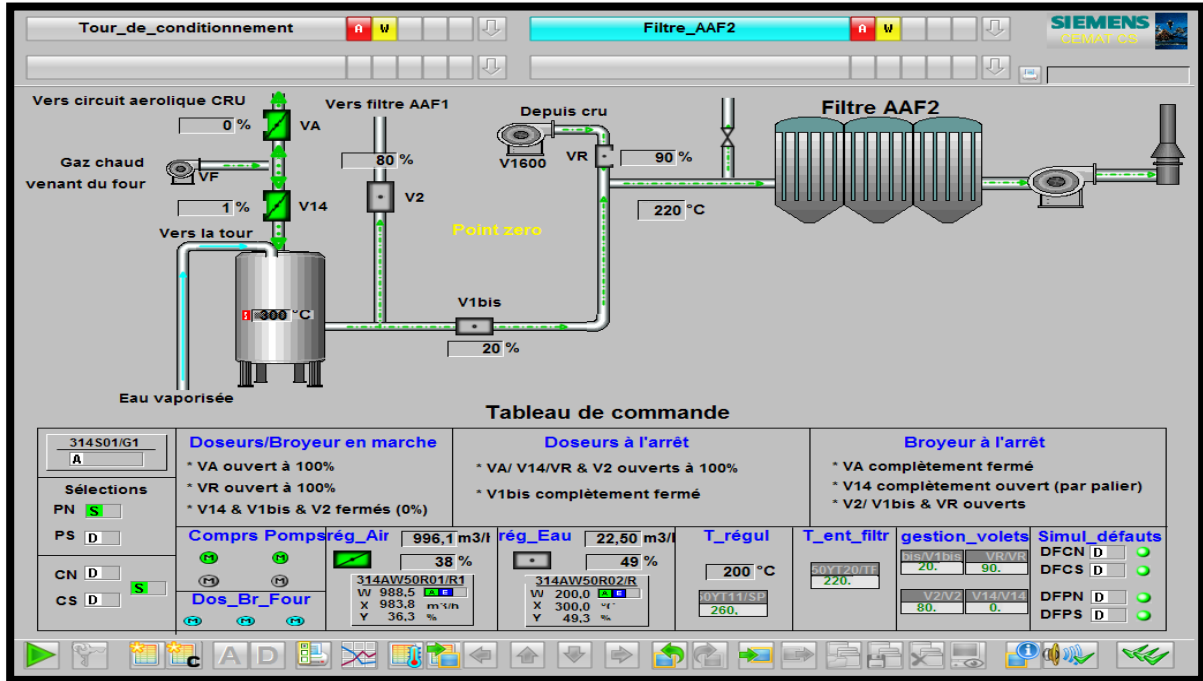 Tour_de_conditionnement A W
Filtre_AAF2 A W
SIEMENS
CEMAT CS
Vers circuit aerolique CRU
0 % VA
Vers filtre AAF1
Depuis cru
Filtre AAF2
80 %
V1600
VR 90 %
Gaz chaud
venant du four
VF
1 % V14
V2
220 °C
Vers la tour
Point zero
300 °C
V1bis
20 %
Eau vaporisée
Tableau de commande
314S01/G1
A
Doseurs/Broyeur en marche
* VA ouvert à 100%
* VR ouvert à 100%
* V14 & V1bis & V2 fermés (0%)
Doseurs à l'arrêt
* VA/ V14/VR & V2 ouverts à 100%
* V1bis complètement fermé
Broyeur à l'arrêt
* VA complètement fermé
* V14 complètement ouvert (par palier)
* V2/ V1bis & VR ouverts
Sélections
PN S
PS D
CN D
S
CS D
Comprs Pomps
M M
M M
Dos_Br_Four
M M M
rég_Air 996,1 m3/h
38 %
314AW50R01/R1
W 988,5 A E
X 983,8 m3/h
Y 36,3 %
rég_Eau 22,50 m3/
49 %
314AW50R02/R
W 200,0 A E
X 300,0 °C
Y 49,3 %
T_régul
200 °C
50YT11/SP
260.
T_ent_filtr
50YT20/TF
220.
gestion_volets
bis/V1bis VR/VR
20. 90.
V2/V2 V14/V14
80. 0.
Simul_défauts
DFCN D
DFCS D
DFPN D
DFPS D
A D
C